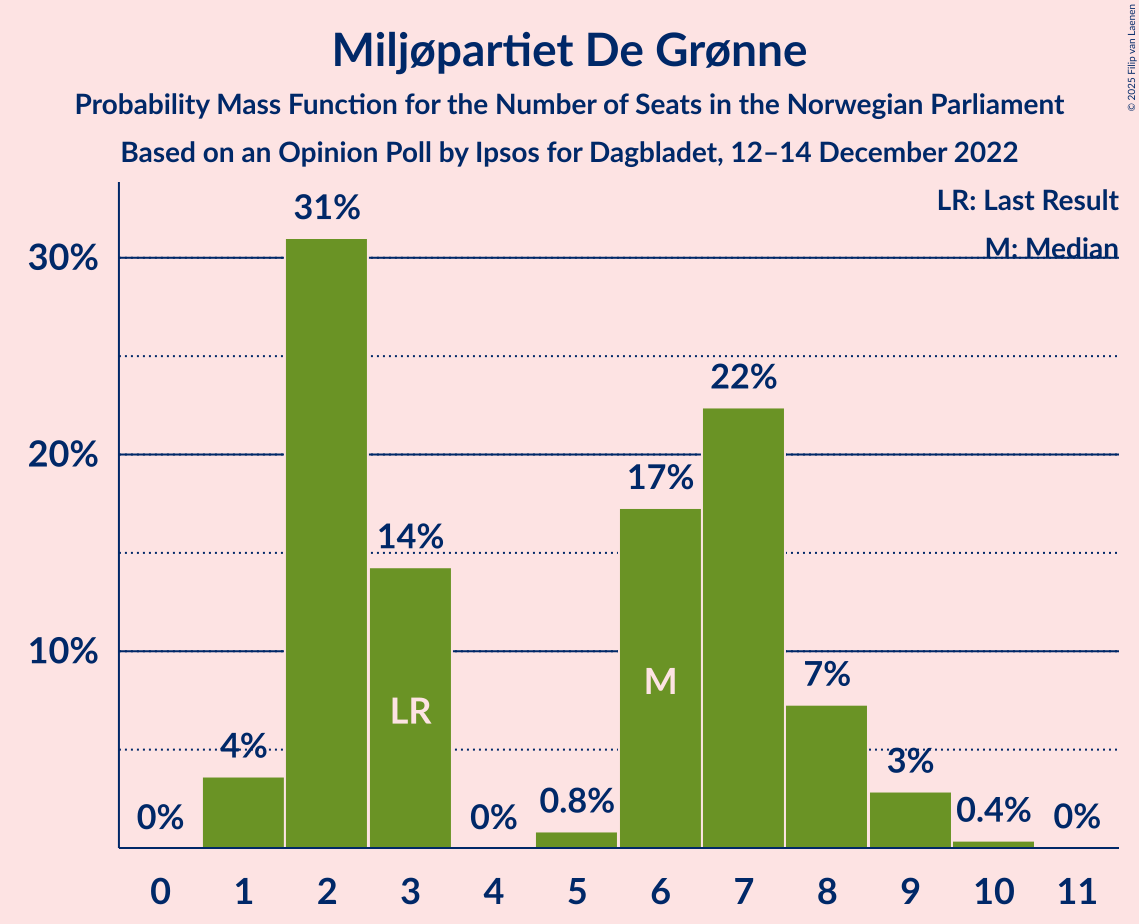 Miljøpartiet De Grønne
Probability Mass Function for the Number of Seats in the Norwegian Parliament
Based on an Opinion Poll by Ipsos for Dagbladet, 12–14 December 2022
© 2025 Filip van Laenen
LR: Last Result
M: Median
30%
20%
10%
0%
4%
31%
14%
0%
0.8%
17%
22%
7%
3%
0.4%
0%
LR
M
0 1 2 3 4 5 6 7 8 9 10 11